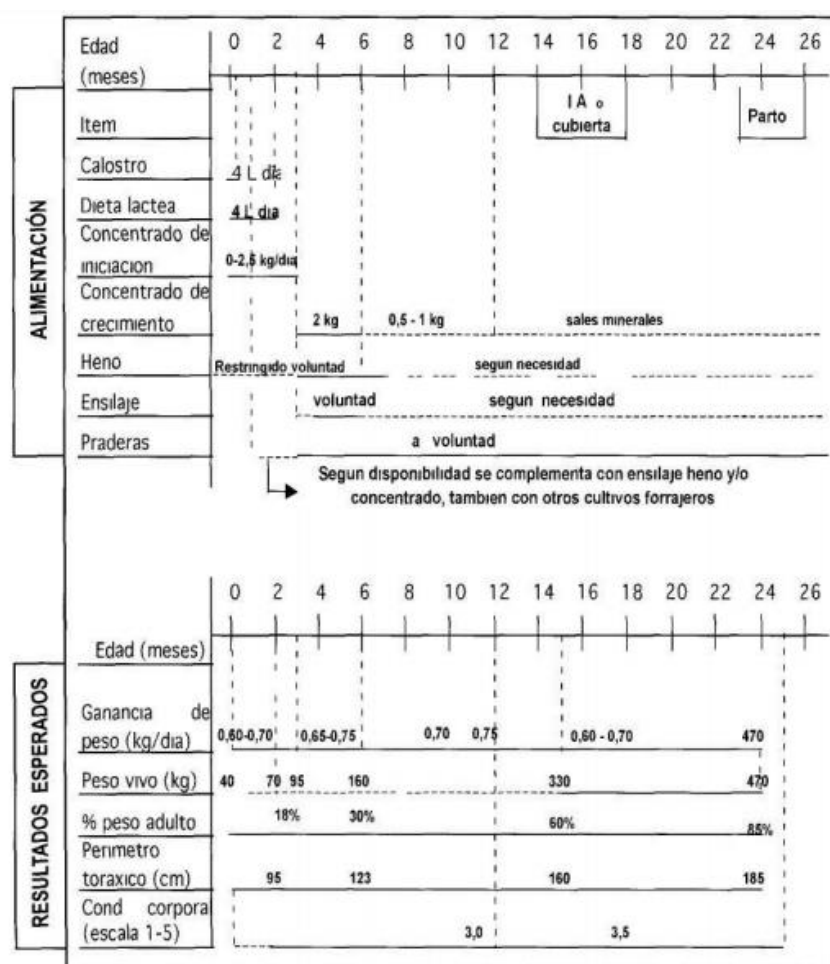 Edad 0 2 4 6 8 10 12 14 16 18 20 22 24 26
(meses)
ALIMENTACIÓN
Item
I A o
cubierta
Parto
Calostro 4 L dia
Dieta lactea 4 L dia
Concentrado de
iniciacion 0-2,5 kg/dia
Concentrado de
crecimiento 2 kg 0,5 - 1 kg sales minerales
Heno Restringido voluntad segun necesidad
Ensilaje voluntad segun necesidad
Praderas a voluntad
Segun disponibilidad se complementa con ensilaje heno y/o
concentrado, tambien con otros cultivos forrajeros
0 2 4 6 8 10 12 14 16 18 20 22 24 26
Edad (meses)
RESULTADOS ESPERADOS
Ganancia de
peso (kg/dia) 0,60-0,70 0,65-0,75 0,70 0,75 0,60 - 0,70 470
Peso vivo (kg) 40 70 95 160 330 470
% peso adulto 18% 30% 60% 85%
Perimetro
toraxico (cm) 95 123 160 185
Cond corporal
(escala 1-5) 3,0 3,5